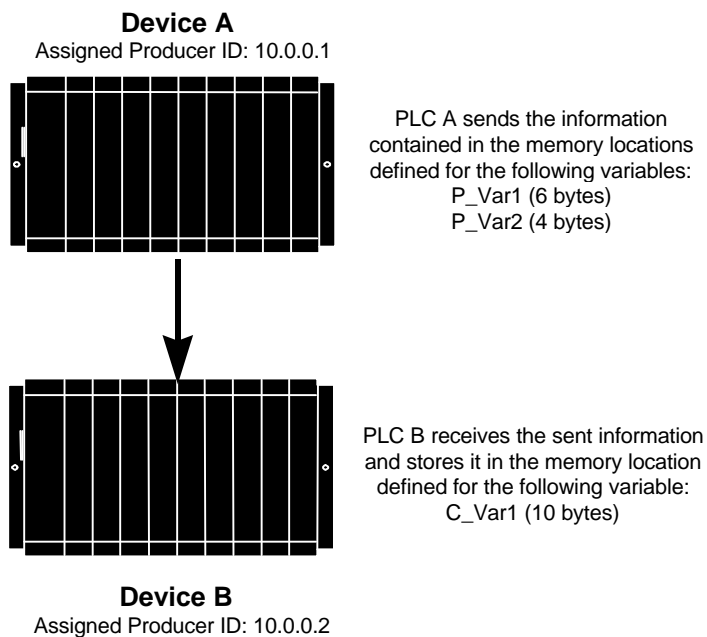 Device A
Assigned Producer ID: 10.0.0.1
PLC A sends the information
contained in the memory locations
defined for the following variables:
P_Var1 (6 bytes)
P_Var2 (4 bytes)
PLC B receives the sent information
and stores it in the memory location
defined for the following variable:
C_Var1 (10 bytes)
Device B
Assigned Producer ID: 10.0.0.2